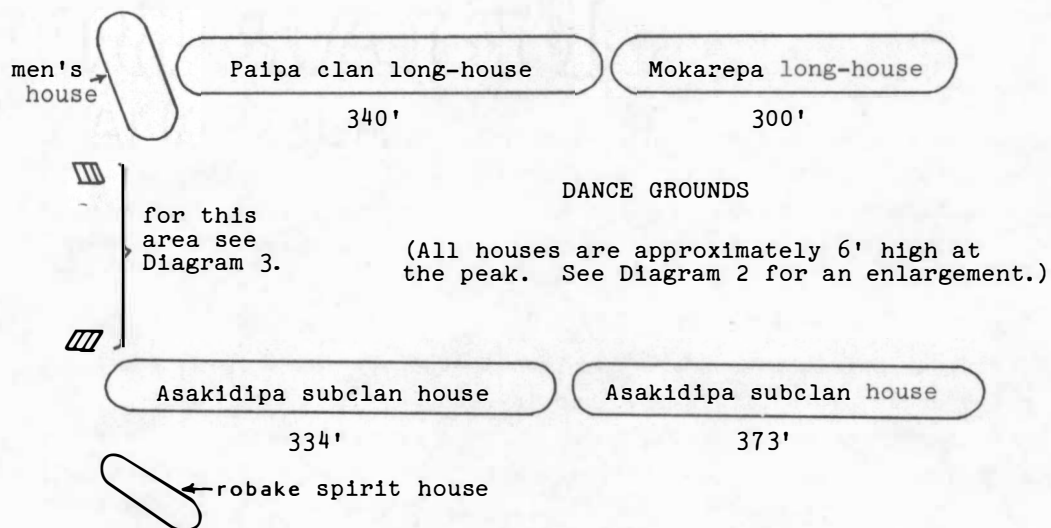 men's
house
Paipa clan long-house
Mokarepa long-house
340'
300'
DANCE GROUNDS
for this
area see
Diagram 3.
(All houses are approximately 6' high at
the peak. See Diagram 2 for an enlargement.)
Asakidipa subclan house
Asakidipa subclan house
334'
373'
robake spirit house